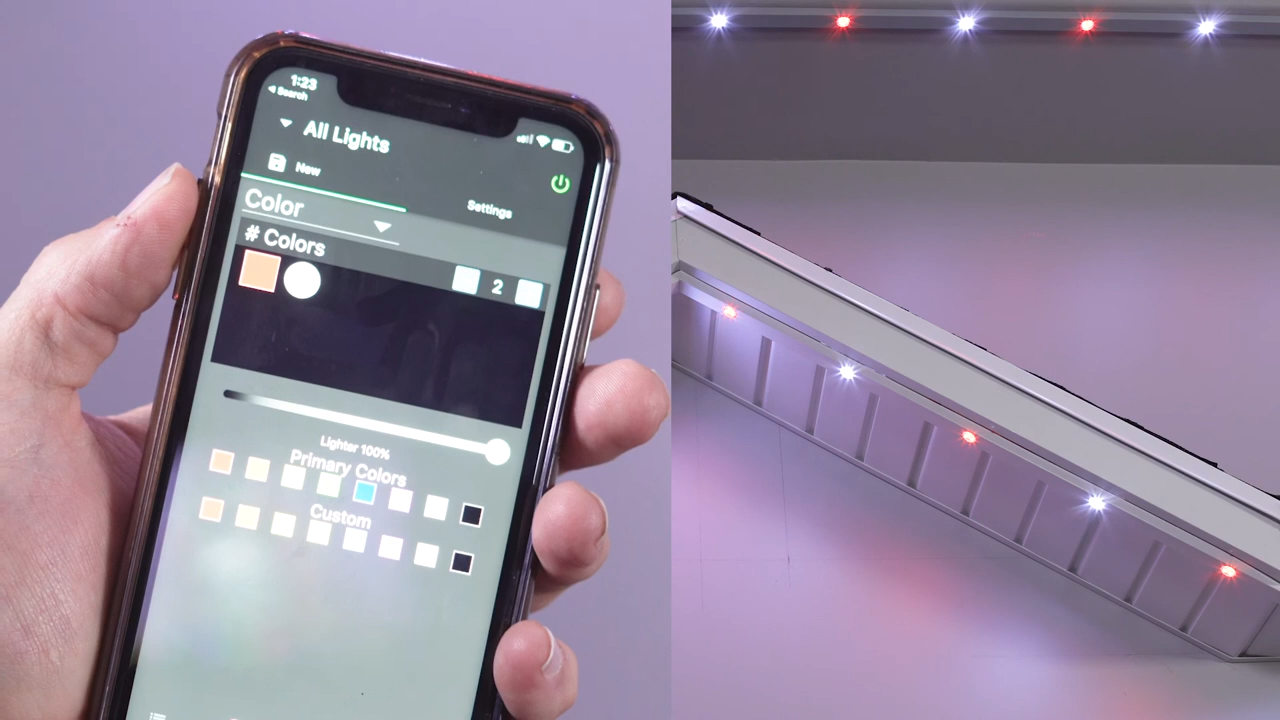 1:23
Search
All Lights
New
Settings
Color
# Colors
2
Lighter 100%
Primary Colors
Custom